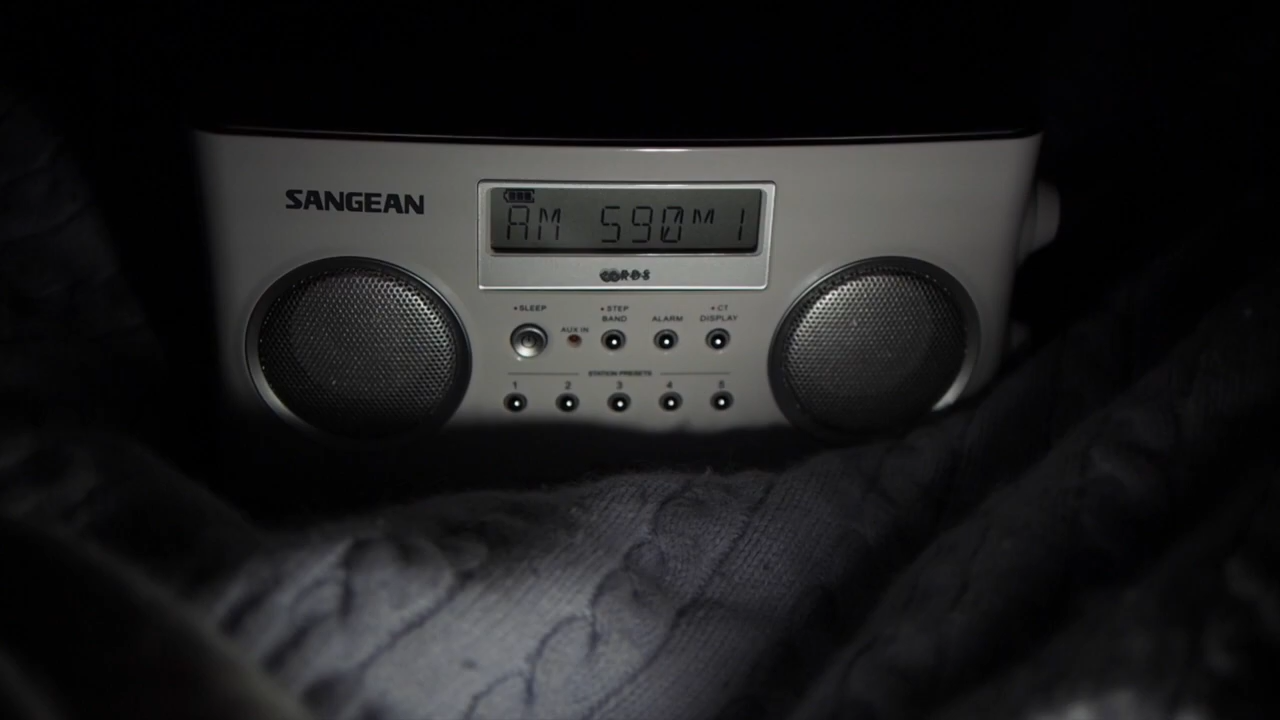 SANGEAN
AM 590 M 1
RDS
• SLEEP
AUX IN
• STEP
BAND
ALARM
• CT
DISPLAY
STATION PRESETS
1 2 3 4 5